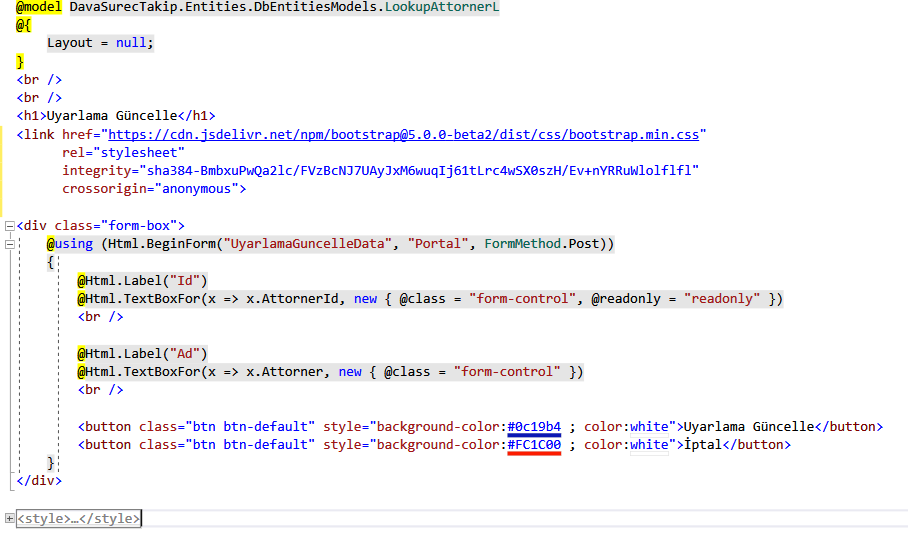 @model DavaSurecTakip.Entities.DbEntitiesModels.LookupAttornerL
@{
Layout = null;
}
<br />
<br />
<h1>Uyarlama Güncelle</h1>
<link href="https://cdn.jsdelivr.net/npm/bootstrap@5.0.0-beta2/dist/css/bootstrap.min.css"
rel="stylesheet"
integrity="sha384-BmbxuPwQa2lc/FVzBcNJ7UAyJxM6wuqIj61tLrc4wSX0szH/Ev+nYRRuWlolflfl"
crossorigin="anonymous">
<div class="form-box">
@using (Html.BeginForm("UyarlamaGuncelleData", "Portal", FormMethod.Post))
{
@Html.Label("Id")
@Html.TextBoxFor(x => x.AttornerId, new { @class = "form-control", @readonly = "readonly" })
<br />
@Html.Label("Ad")
@Html.TextBoxFor(x => x.Attorner, new { @class = "form-control" })
<br />
<button class="btn btn-default" style="background-color:#0c19b4 ; color:white">Uyarlama Güncelle</button>
<button class="btn btn-default" style="background-color:#FC1C00 ; color:white">İptal</button>
}
</div>
<style>…</style>